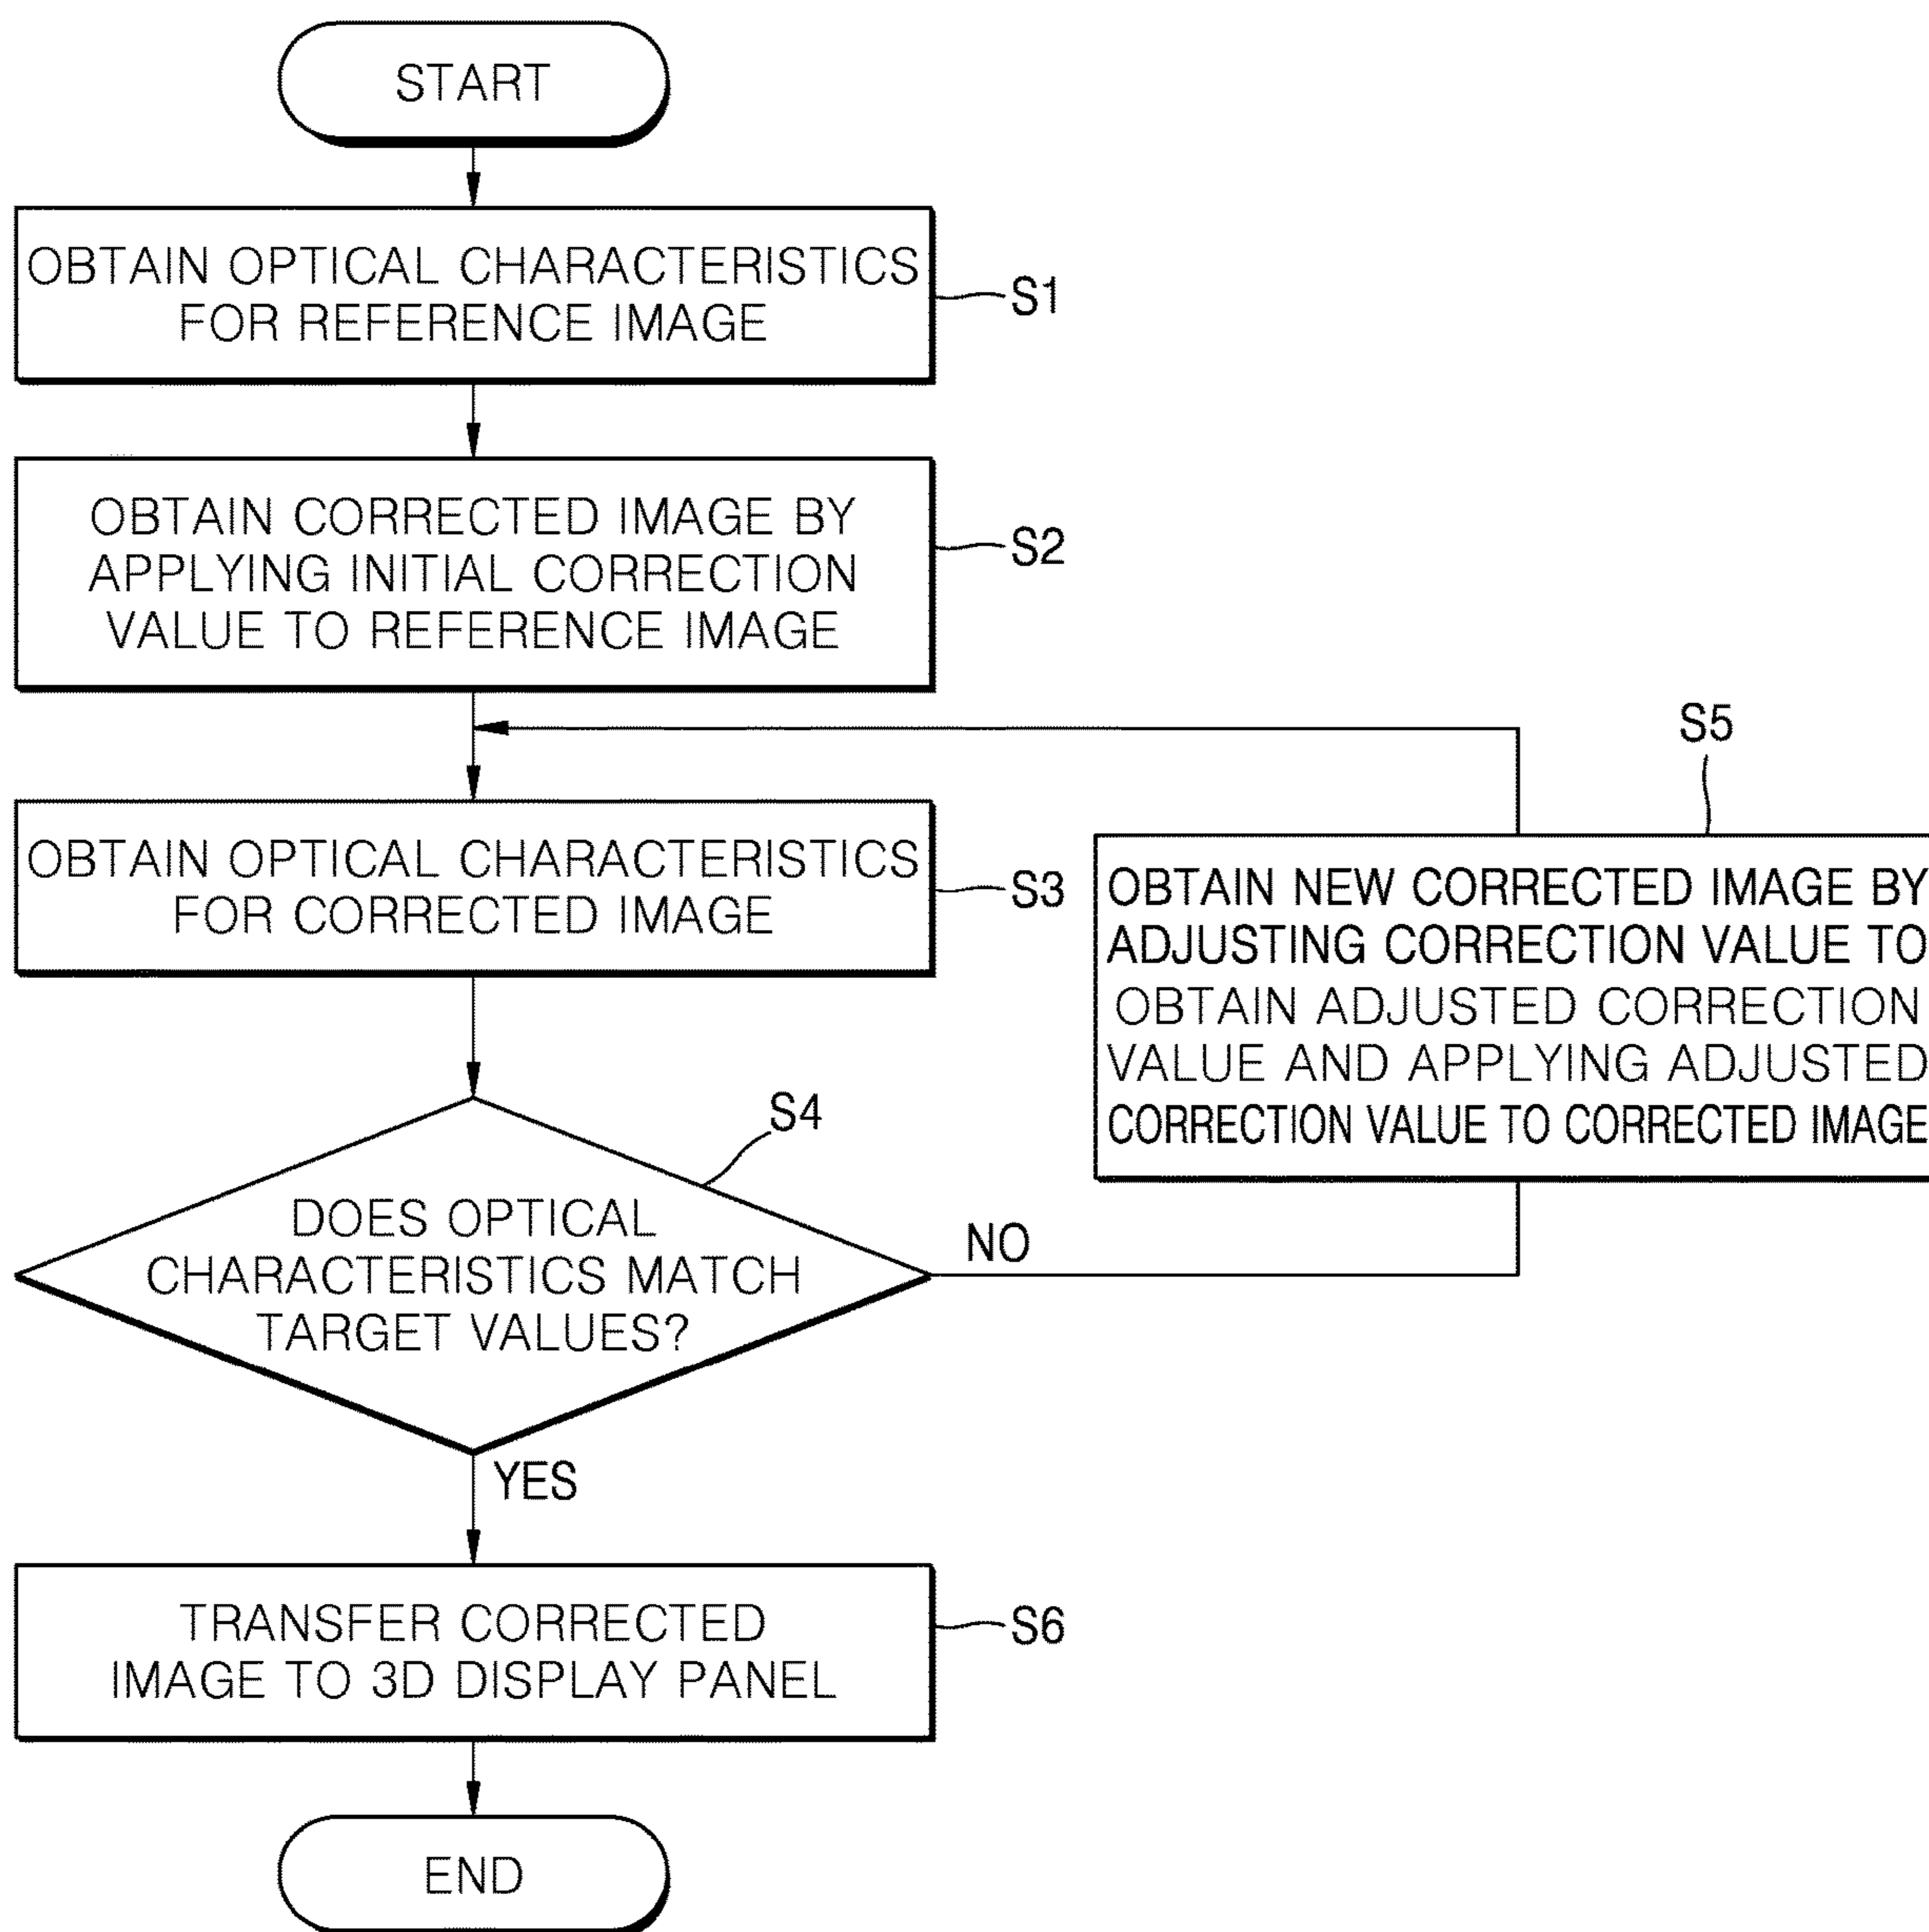 START
OBTAIN OPTICAL CHARACTERISTICS
FOR REFERENCE IMAGE
S1
OBTAIN CORRECTED IMAGE BY
APPLYING INITIAL CORRECTION
VALUE TO REFERENCE IMAGE
S2
OBTAIN OPTICAL CHARACTERISTICS
FOR CORRECTED IMAGE
S3
DOES OPTICAL
CHARACTERISTICS MATCH
TARGET VALUES?
S4
NO
S5
OBTAIN NEW CORRECTED IMAGE BY
ADJUSTING CORRECTION VALUE TO
OBTAIN ADJUSTED CORRECTION
VALUE AND APPLYING ADJUSTED
CORRECTION VALUE TO CORRECTED IMAGE
YES
TRANSFER CORRECTED
IMAGE TO 3D DISPLAY PANEL
S6
END